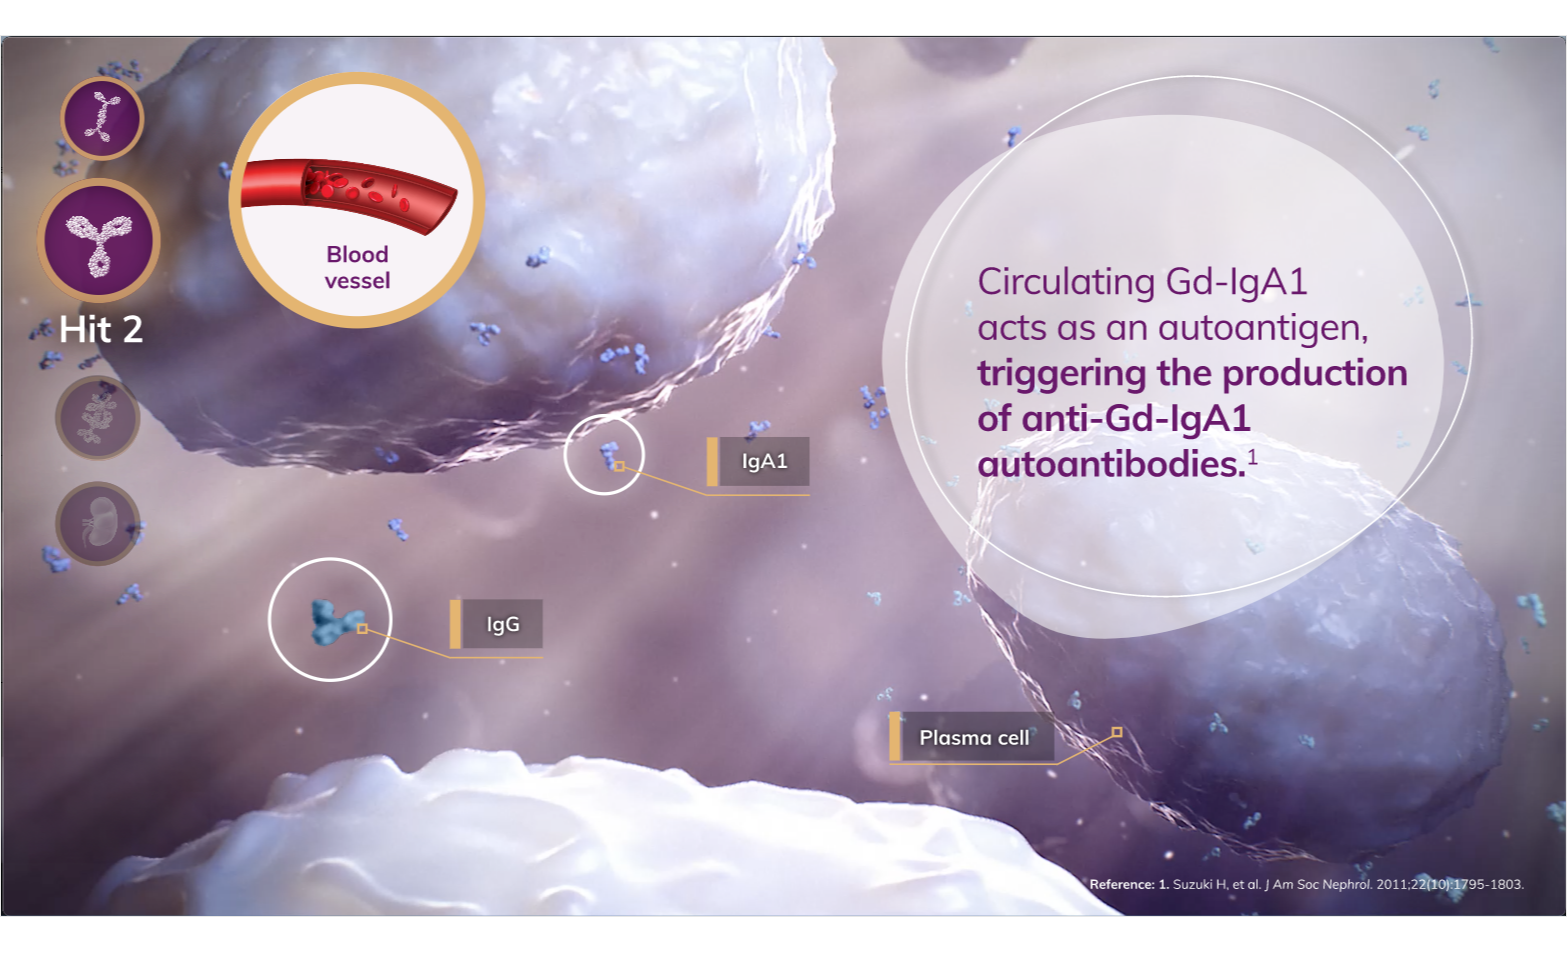 Blood
vessel
Hit 2
Circulating Gd-IgA1
acts as an autoantigen,
triggering the production
of anti-Gd-IgA1
autoantibodies.1
IgA1
IgG
Plasma cell
Reference: 1. Suzuki H, et al. J Am Soc Nephrol. 2011;22(10):1795-1803.